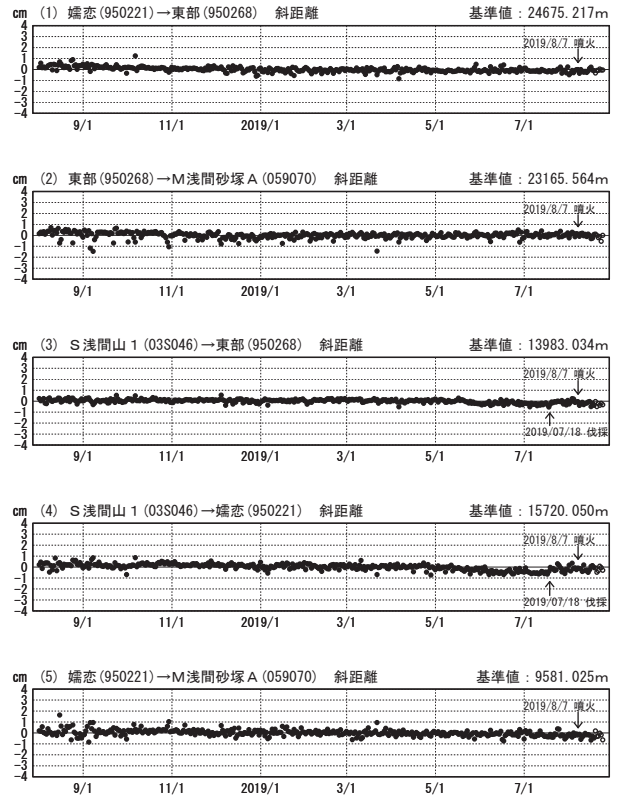 cm (1) 嬬恋(950221)→東部(950268) 斜距離 基準値：24675.217m
4
3
2
1
0
-1
-2
-3
-4
2019/8/7 噴火
9/1 11/1 2019/1 3/1 5/1 7/1
cm (2) 東部(950268)→M浅間砂塚A(059070) 斜距離 基準値：23165.564m
4
3
2
1
0
-1
-2
-3
-4
2019/8/7 噴火
9/1 11/1 2019/1 3/1 5/1 7/1
cm (3) S浅間山1(03S046)→東部(950268) 斜距離 基準値：13983.034m
4
3
2
1
0
-1
-2
-3
-4
2019/8/7 噴火
2019/07/18 伐採
9/1 11/1 2019/1 3/1 5/1 7/1
cm (4) S浅間山1(03S046)→嬬恋(950221) 斜距離 基準値：15720.050m
4
3
2
1
0
-1
-2
-3
-4
2019/8/7 噴火
2019/07/18 伐採
9/1 11/1 2019/1 3/1 5/1 7/1
cm (5) 嬬恋(950221)→M浅間砂塚A(059070) 斜距離 基準値：9581.025m
4
3
2
1
0
-1
-2
-3
-4
2019/8/7 噴火
9/1 11/1 2019/1 3/1 5/1 7/1